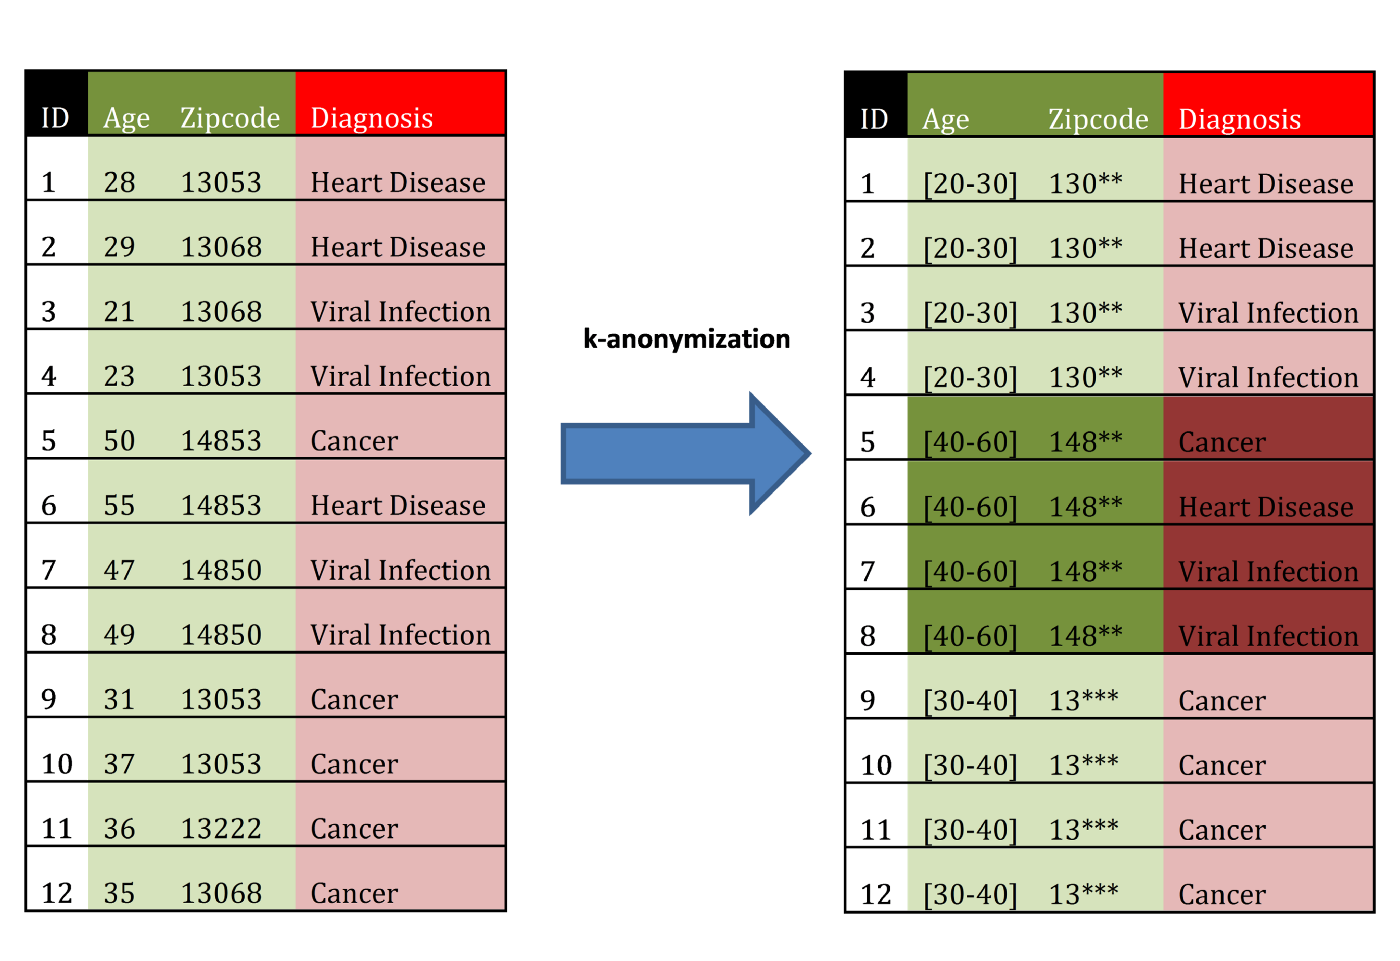 ID Age Zipcode Diagnosis
1 28 13053 Heart Disease
2 29 13068 Heart Disease
3 21 13068 Viral Infection
4 23 13053 Viral Infection
5 50 14853 Cancer
6 55 14853 Heart Disease
7 47 14850 Viral Infection
8 49 14850 Viral Infection
9 31 13053 Cancer
10 37 13053 Cancer
11 36 13222 Cancer
12 35 13068 Cancer
k-anonymization
ID Age Zipcode Diagnosis
1 [20-30] 130** Heart Disease
2 [20-30] 130** Heart Disease
3 [20-30] 130** Viral Infection
4 [20-30] 130** Viral Infection
5 [40-60] 148** Cancer
6 [40-60] 148** Heart Disease
7 [40-60] 148** Viral Infection
8 [40-60] 148** Viral Infection
9 [30-40] 13*** Cancer
10 [30-40] 13*** Cancer
11 [30-40] 13*** Cancer
12 [30-40] 13*** Cancer